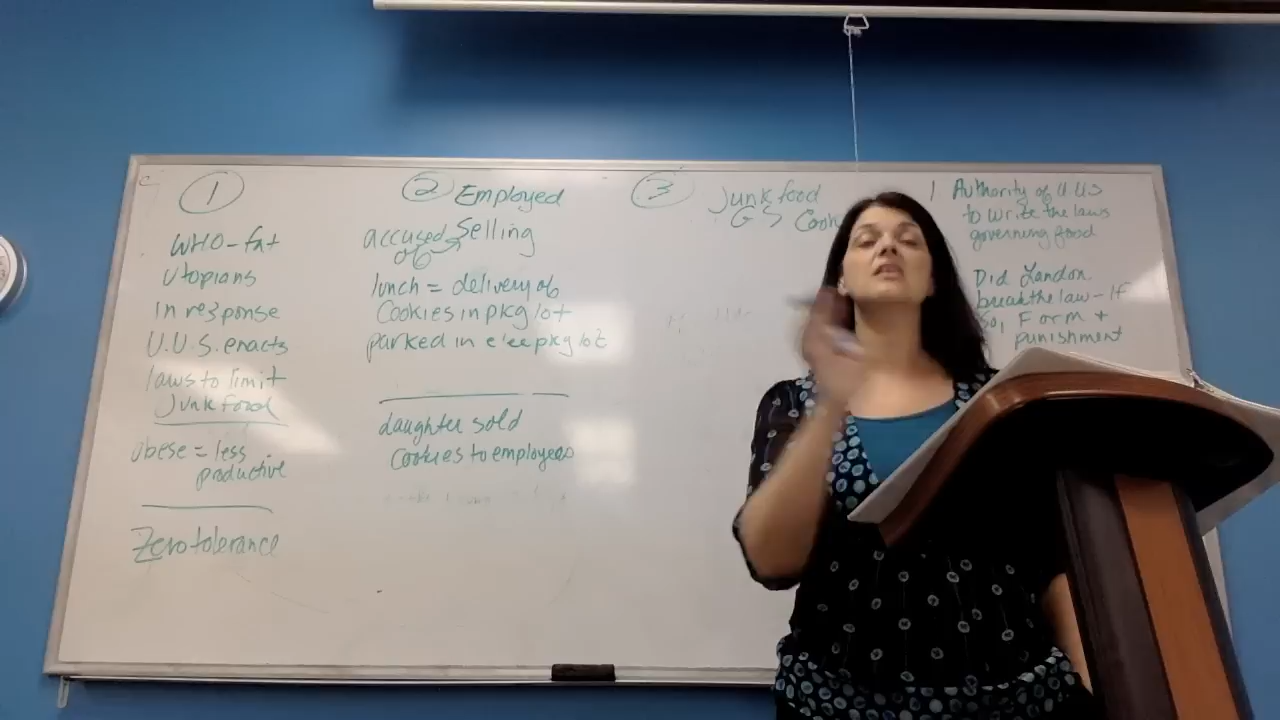 1
WHO - fat
Utopians
in response
U.U.S. enacts
laws to limit
Junk food
obese = less
productive
Zero tolerance
2 Employed
accused selling
of
lunch = delivery of
Cookies in pkg lot
parked in e'ee pkg lot
daughter sold
Cookies to employees
3 Junk food
GS Cook
1 Authority of UUS
to write the laws
governing food
Did Landon
break the law - If
So, Form +
punishment